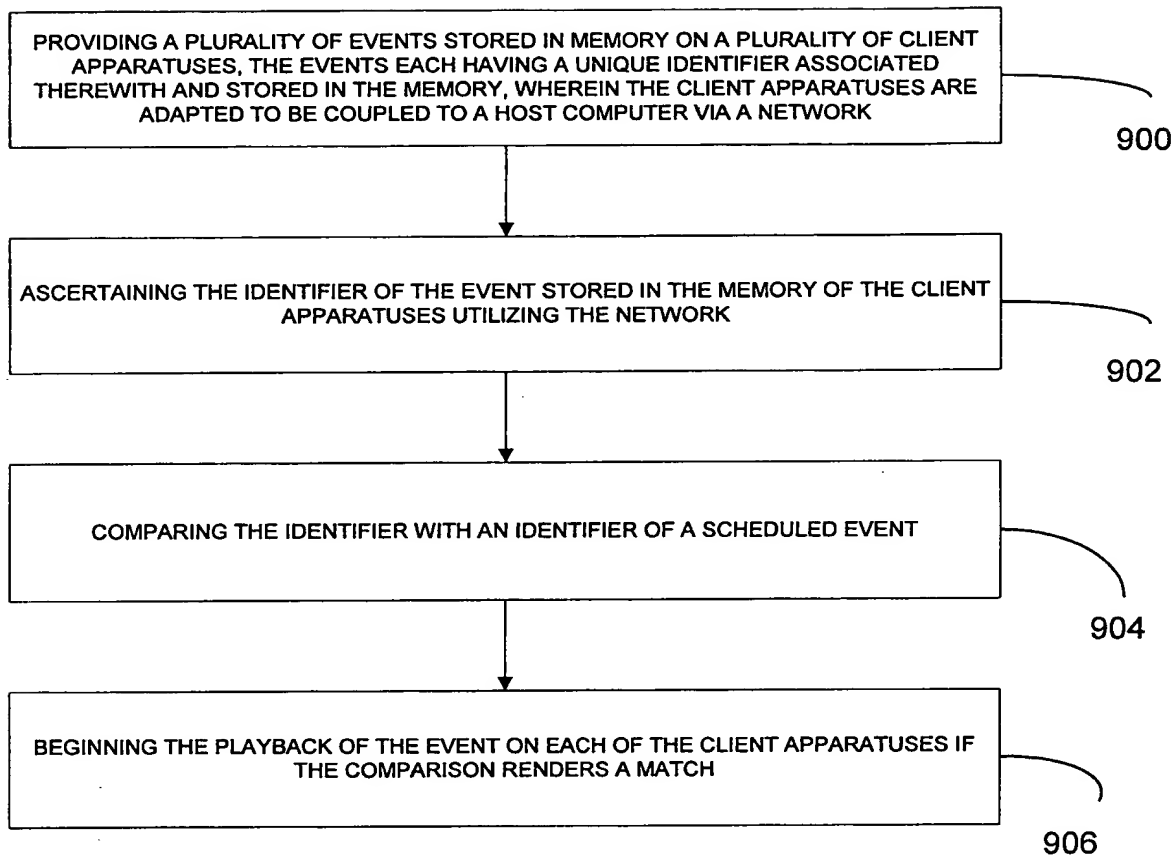 PROVIDING A PLURALITY OF EVENTS STORED IN MEMORY ON A PLURALITY OF CLIENT
APPARATUSES, THE EVENTS EACH HAVING A UNIQUE IDENTIFIER ASSOCIATED
THEREWITH AND STORED IN THE MEMORY, WHEREIN THE CLIENT APPARATUSES ARE
ADAPTED TO BE COUPLED TO A HOST COMPUTER VIA A NETWORK
900
ASCERTAINING THE IDENTIFIER OF THE EVENT STORED IN THE MEMORY OF THE CLIENT
APPARATUSES UTILIZING THE NETWORK
902
COMPARING THE IDENTIFIER WITH AN IDENTIFIER OF A SCHEDULED EVENT
904
BEGINNING THE PLAYBACK OF THE EVENT ON EACH OF THE CLIENT APPARATUSES IF
THE COMPARISON RENDERS A MATCH
906